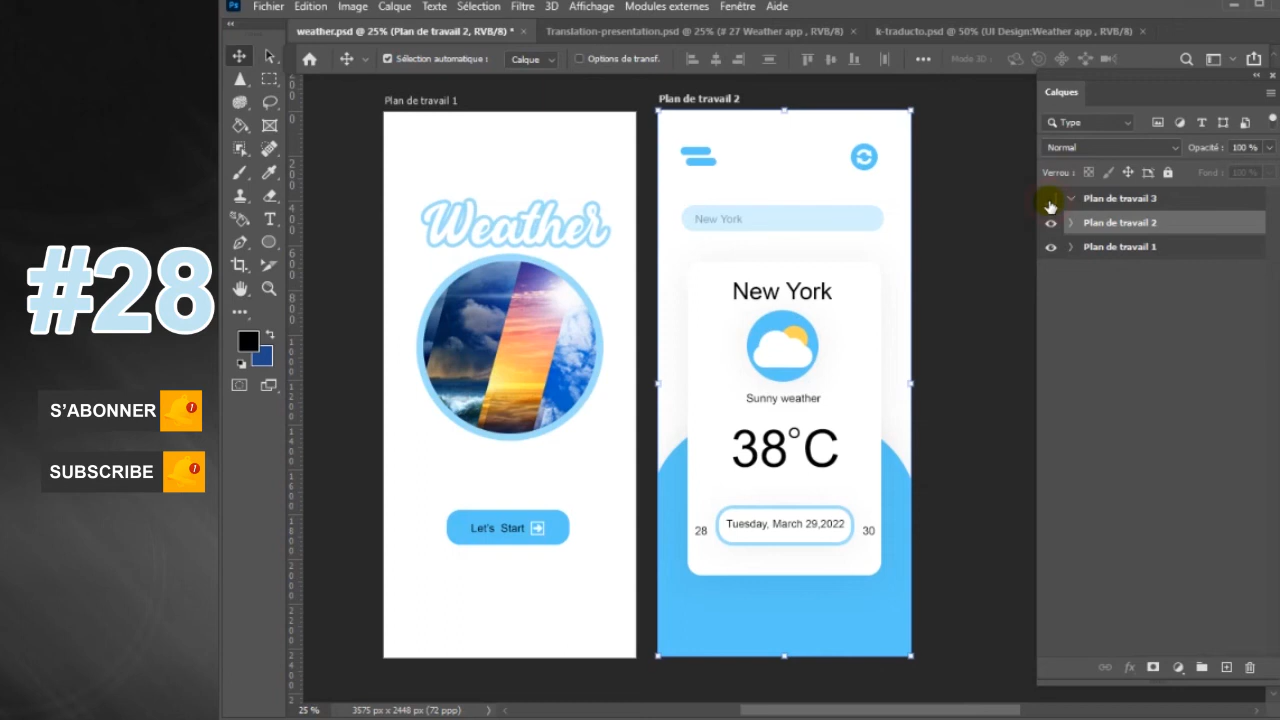 Ps Fichier Edition Image Calque Texte Sélection Filtre 3D Affichage Modules externes Fenêtre Aide
weather.psd @ 25% (Plan de travail 2, RVB/8) * × Translation-presentation.psd @ 25% (# 27 Weather app , RVB/8) × k-traducto.psd @ 50% (UI Design:Weather app , RVB/8) ×
Sélection automatique : Calque Options de transf. Mode 3D :
Calques
Type
Normal Opacité : 100 %
Verrou : Fond : 100 %
Plan de travail 3
Plan de travail 2
Plan de travail 1
Plan de travail 1
Weather
Let's Start
Plan de travail 2
New York
New York
Sunny weather
38°C
28 Tuesday, March 29,2022 30
#28
S'ABONNER 1
SUBSCRIBE 1
25 % 3575 px x 2448 px (72 ppp)
fx